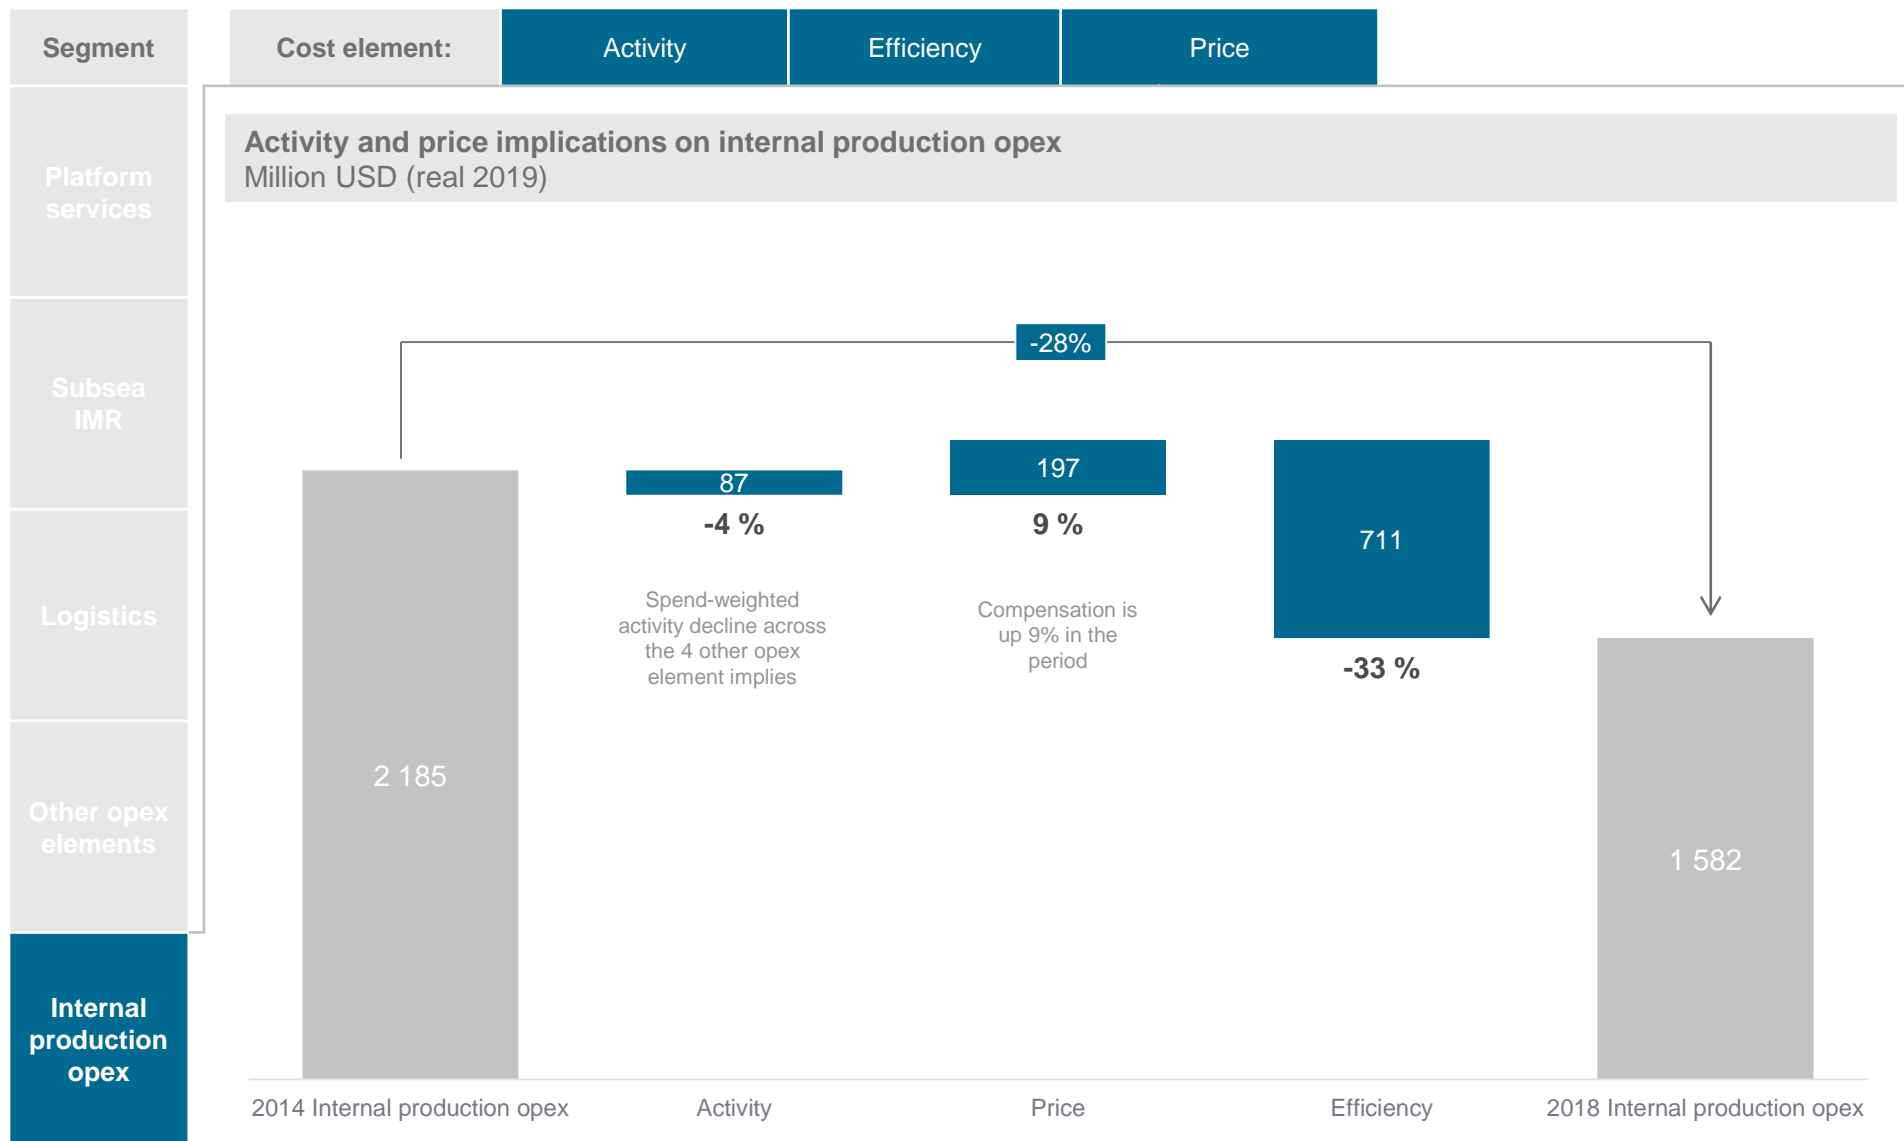 Segment
Cost element:
Activity
Efficiency
Price
Platform
services
Subsea
IMR
Logistics
Other opex
elements
Internal
production
opex
Activity and price implications on internal production opex
Million USD (real 2019)
-28%
2 185
87
-4 %
Spend-weighted
activity decline across
the 4 other opex
element implies
197
9 %
Compensation is
up 9% in the
period
711
-33 %
1 582
2014 Internal production opex
Activity
Price
Efficiency
2018 Internal production opex